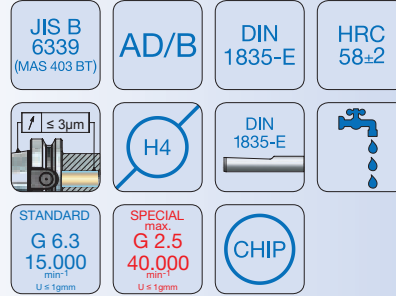 JIS B
6339
(MAS 403 BT)
AD/B
DIN
1835-E
HRC
58±2
↗ ≤ 3µm
H4
DIN
1835-E
STANDARD
G 6.3
15.000
min⁻¹
U ≤ 1gmm
SPECIAL
max.
G 2.5
40.000
min⁻¹
U ≤ 1gmm
CHIP